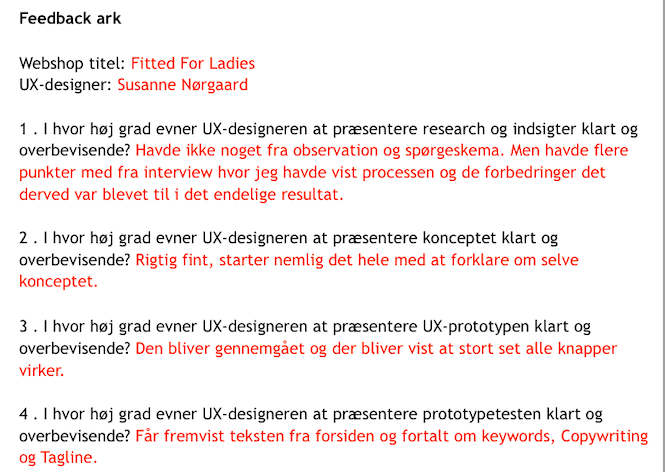 Feedback ark
Webshop titel: Fitted For Ladies
UX-designer: Susanne Nørgaard
1 . I hvor høj grad evner UX-designeren at præsentere research og indsigter klart og
overbevisende? Havde ikke noget fra observation og spørgeskema. Men havde flere
punkter med fra interview hvor jeg havde vist processen og de forbedringer det
derved var blevet til i det endelige resultat.
2 . I hvor høj grad evner UX-designeren at præsentere konceptet klart og
overbevisende? Rigtig fint, starter nemlig det hele med at forklare om selve
konceptet.
3 . I hvor høj grad evner UX-designeren at præsentere UX-prototypen klart og
overbevisende? Den bliver gennemgået og der bliver vist at stort set alle knapper
virker.
4 . I hvor høj grad evner UX-designeren at præsentere prototypetesten klart og
overbevisende? Får fremvist teksten fra forsiden og fortalt om keywords, Copywriting
og Tagline.